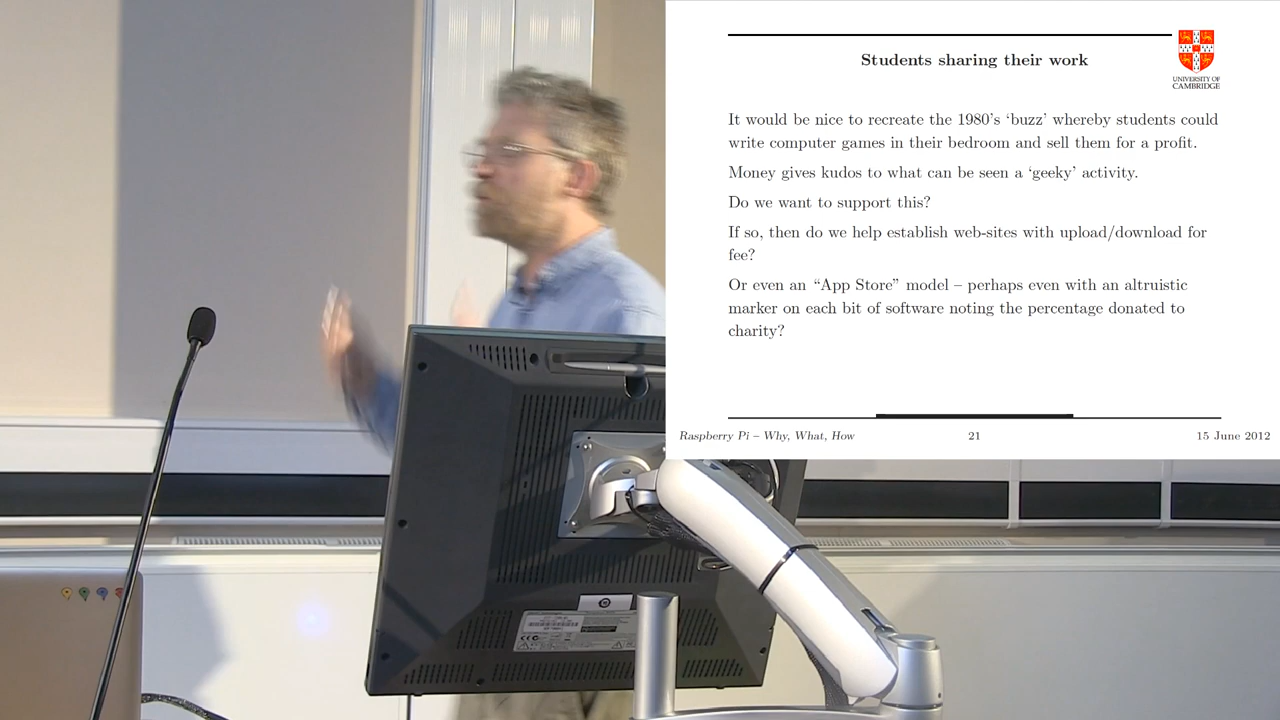 Students sharing their work
UNIVERSITY OF
CAMBRIDGE
It would be nice to recreate the 1980's ‘buzz’ whereby students could
write computer games in their bedroom and sell them for a profit.
Money gives kudos to what can be seen a ‘geeky’ activity.
Do we want to support this?
If so, then do we help establish web-sites with upload/download for
fee?
Or even an “App Store” model – perhaps even with an altruistic
marker on each bit of software noting the percentage donated to
charity?
Raspberry Pi – Why, What, How
21
15 June 2012